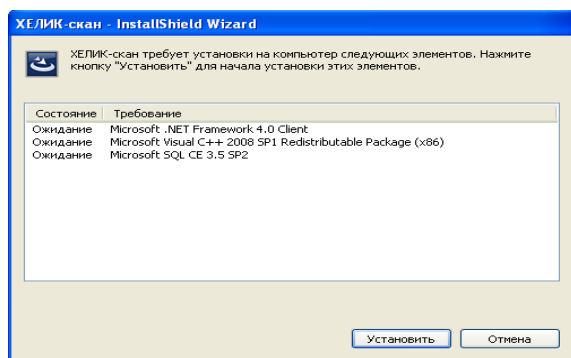 ХЕЛИК-скан - InstallShield Wizard
ХЕЛИК-скан требует установки на компьютер следующих элементов. Нажмите
кнопку "Установить" для начала установки этих элементов.
Состояние Требование
Ожидание Microsoft .NET Framework 4.0 Client
Ожидание Microsoft Visual C++ 2008 SP1 Redistributable Package (x86)
Ожидание Microsoft SQL CE 3.5 SP2
Установить Отмена